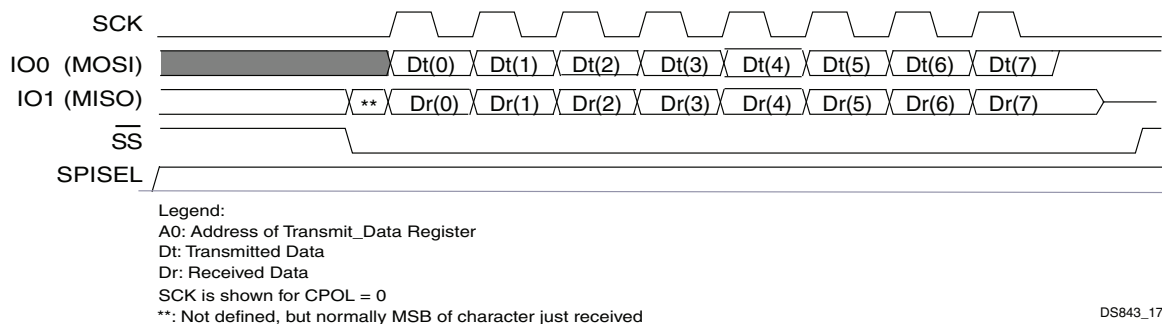 SCK
IO0 (MOSI) Dt(0) Dt(1) Dt(2) Dt(3) Dt(4) Dt(5) Dt(6) Dt(7)
IO1 (MISO) ** Dr(0) Dr(1) Dr(2) Dr(3) Dr(4) Dr(5) Dr(6) Dr(7)
SS
SPISEL
Legend:
A0: Address of Transmit_Data Register
Dt: Transmitted Data
Dr: Received Data
SCK is shown for CPOL = 0
**: Not defined, but normally MSB of character just received
DS843_17